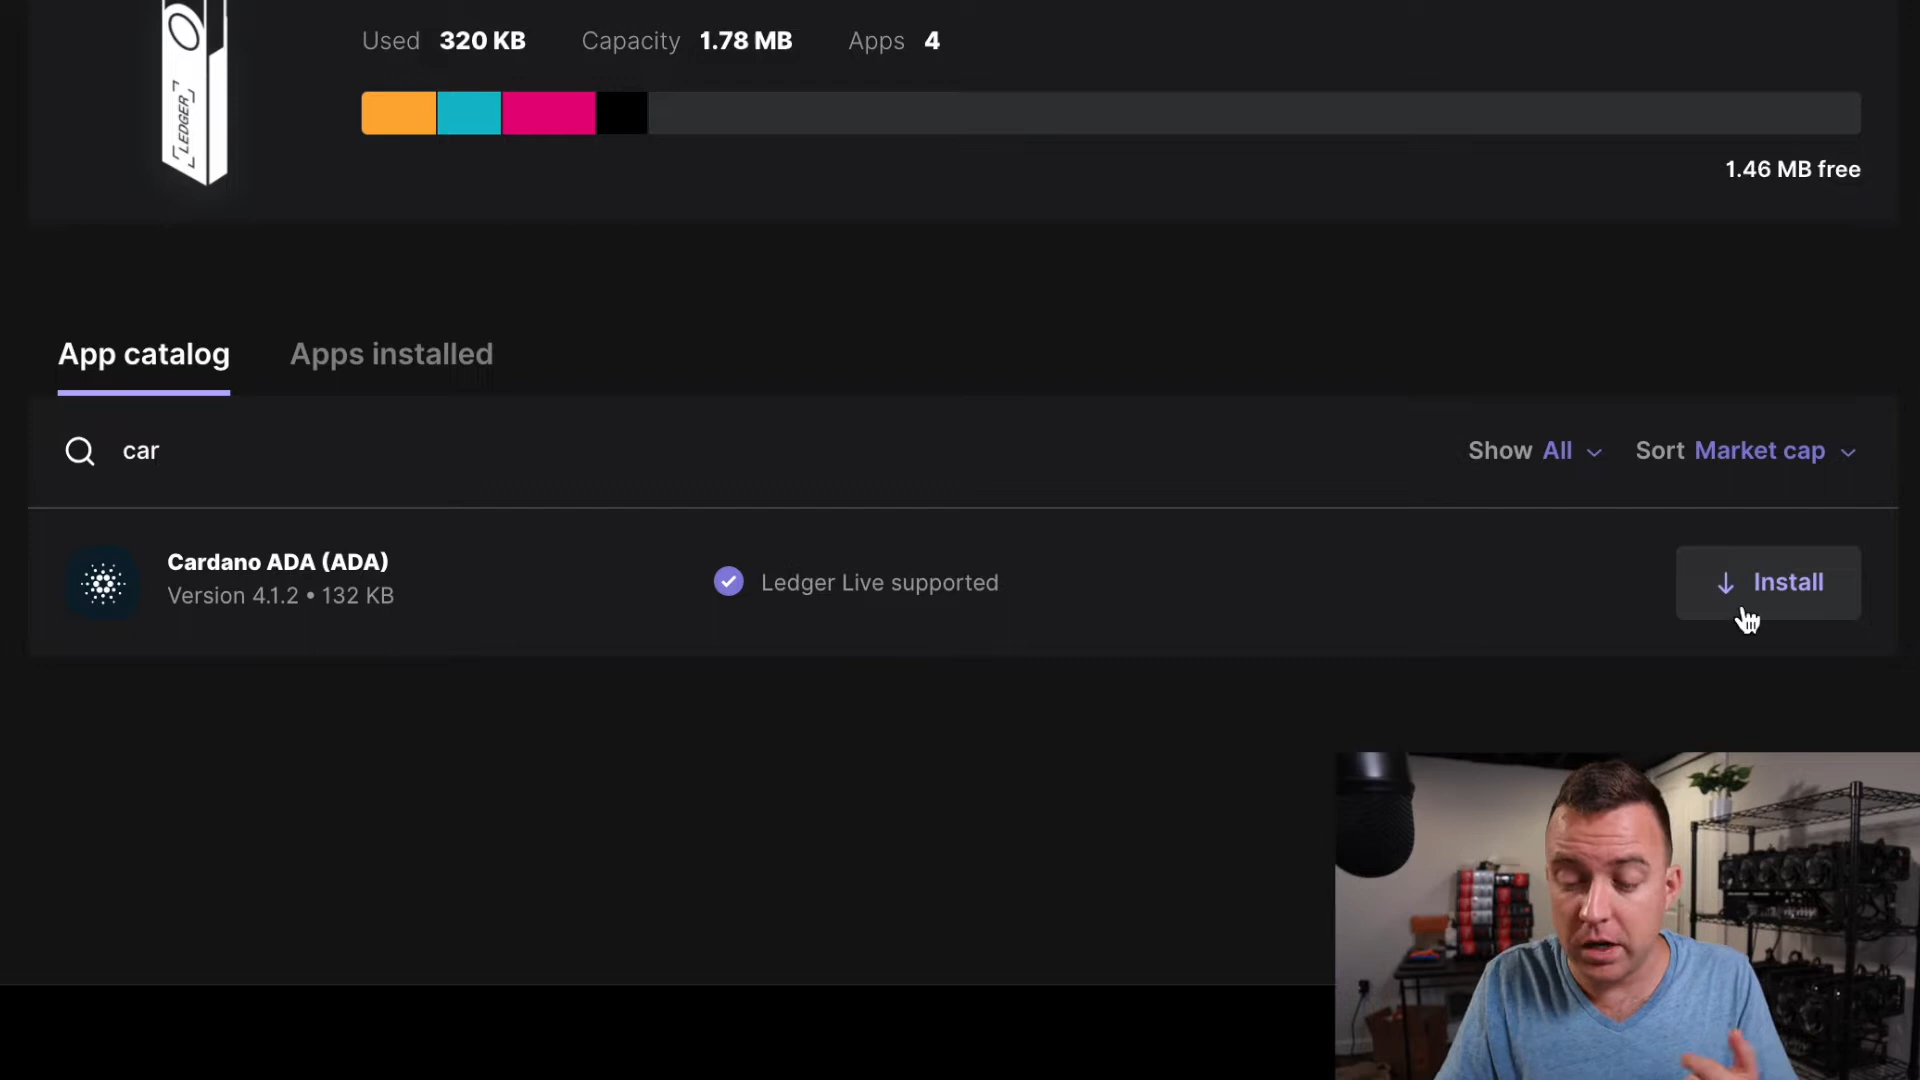 LEDGER
Used 320 KB Capacity 1.78 MB Apps 4
1.46 MB free
App catalog Apps installed
car Show All Sort Market cap
Cardano ADA (ADA)
Version 4.1.2 • 132 KB
Ledger Live supported
Install